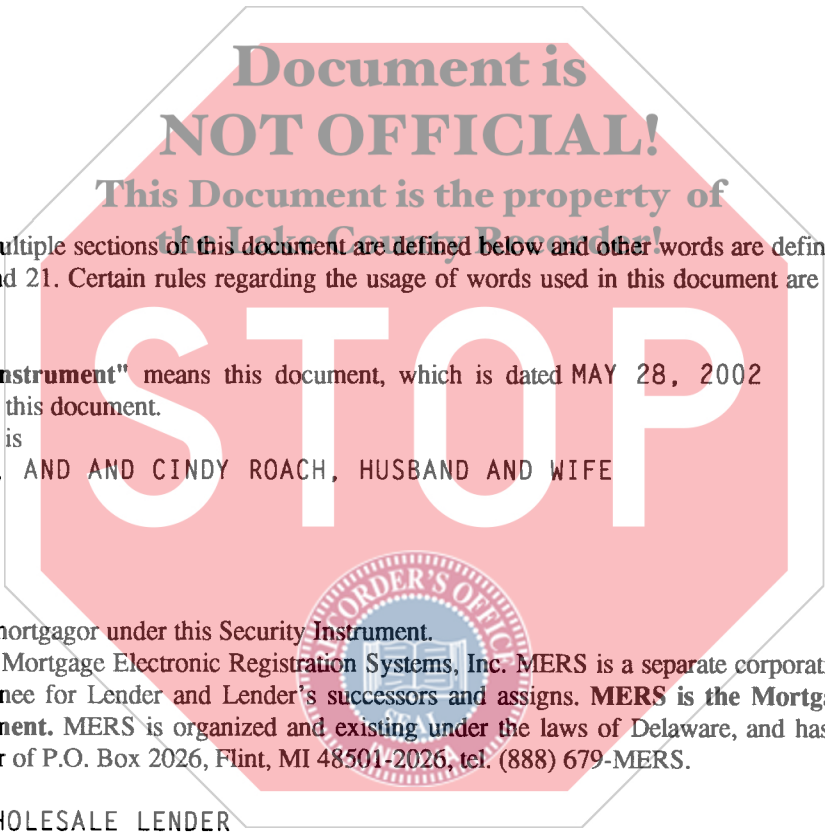 Document is
NOT OFFICIAL!
This Document is the property of
the Lake County Recorder!
ultiple sections of this document are defined below and other words are defin
d 21. Certain rules regarding the usage of words used in this document are
nstrument" means this document, which is dated MAY 28, 2002
this document.
is
AND AND CINDY ROACH, HUSBAND AND WIFE
STOP
RECORDER'S OFFICE
SEAL
INDIANA
nortgagor under this Security Instrument.
Mortgage Electronic Registration Systems, Inc. MERS is a separate corporati
nee for Lender and Lender's successors and assigns. MERS is the Mortga
nent. MERS is organized and existing under the laws of Delaware, and has
r of P.O. Box 2026, Flint, MI 48501-2026, tel. (888) 679-MERS.
HOLESALE LENDER